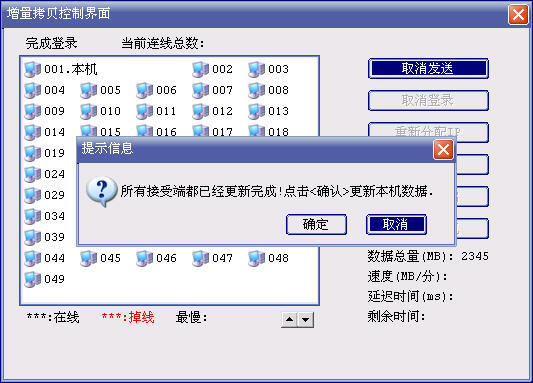 增量拷贝控制界面
完成登录 当前连线总数:
001.本机 002 003
004 005 006 007 008
009 010 011 012 013
014 015 016 017 018
019
024
029
034
039
044 045 046 047 048
049
***:在线 ***:掉线 最慢:
取消发送
取消登录
重新分配IP
提示信息
所有接受端都已经更新完成!点击<确认>更新本机数据.
确定 取消
数据总量(MB): 2345
速度(MB/分):
延迟时间(ms):
剩余时间: